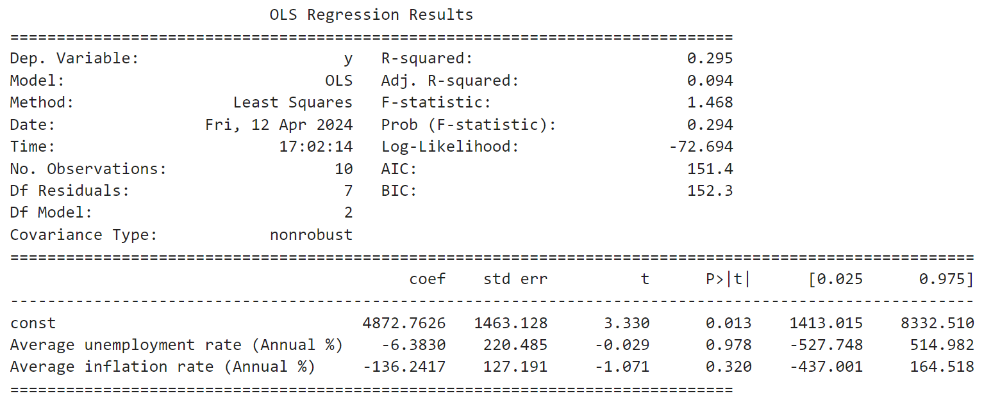 OLS Regression Results
==============================================================================
Dep. Variable: y R-squared: 0.295
Model: OLS Adj. R-squared: 0.094
Method: Least Squares F-statistic: 1.468
Date: Fri, 12 Apr 2024 Prob (F-statistic): 0.294
Time: 17:02:14 Log-Likelihood: -72.694
No. Observations: 10 AIC: 151.4
Df Residuals: 7 BIC: 152.3
Df Model: 2
Covariance Type: nonrobust
========================================================================================================
coef std err t P>|t| [0.025 0.975]
--------------------------------------------------------------------------------------------------------
const 4872.7626 1463.128 3.330 0.013 1413.015 8332.510
Average unemployment rate (Annual %) -6.3830 220.485 -0.029 0.978 -527.748 514.982
Average inflation rate (Annual %) -136.2417 127.191 -1.071 0.320 -437.001 164.518
==============================================================================